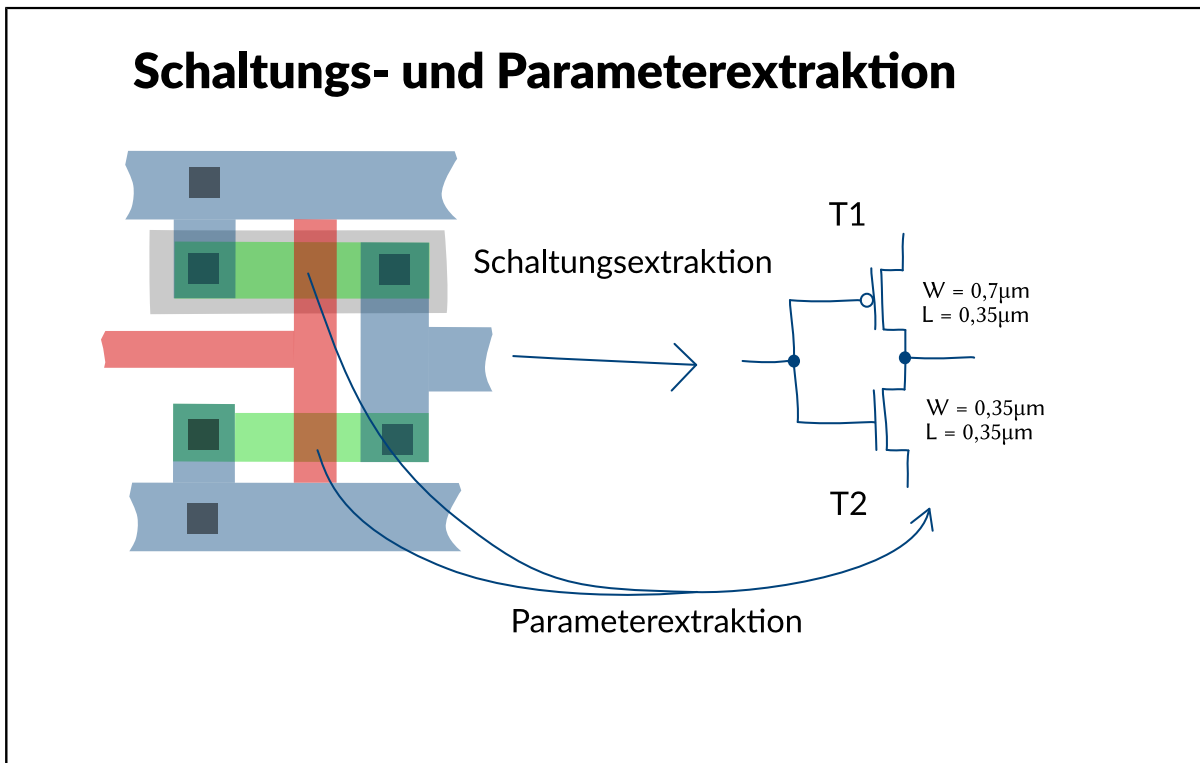 Schaltungs- und Parameterextraktion
T1
Schaltungsextraktion
W = 0,7µm
L = 0,35µm
W = 0,35µm
L = 0,35µm
T2
Parameterextraktion